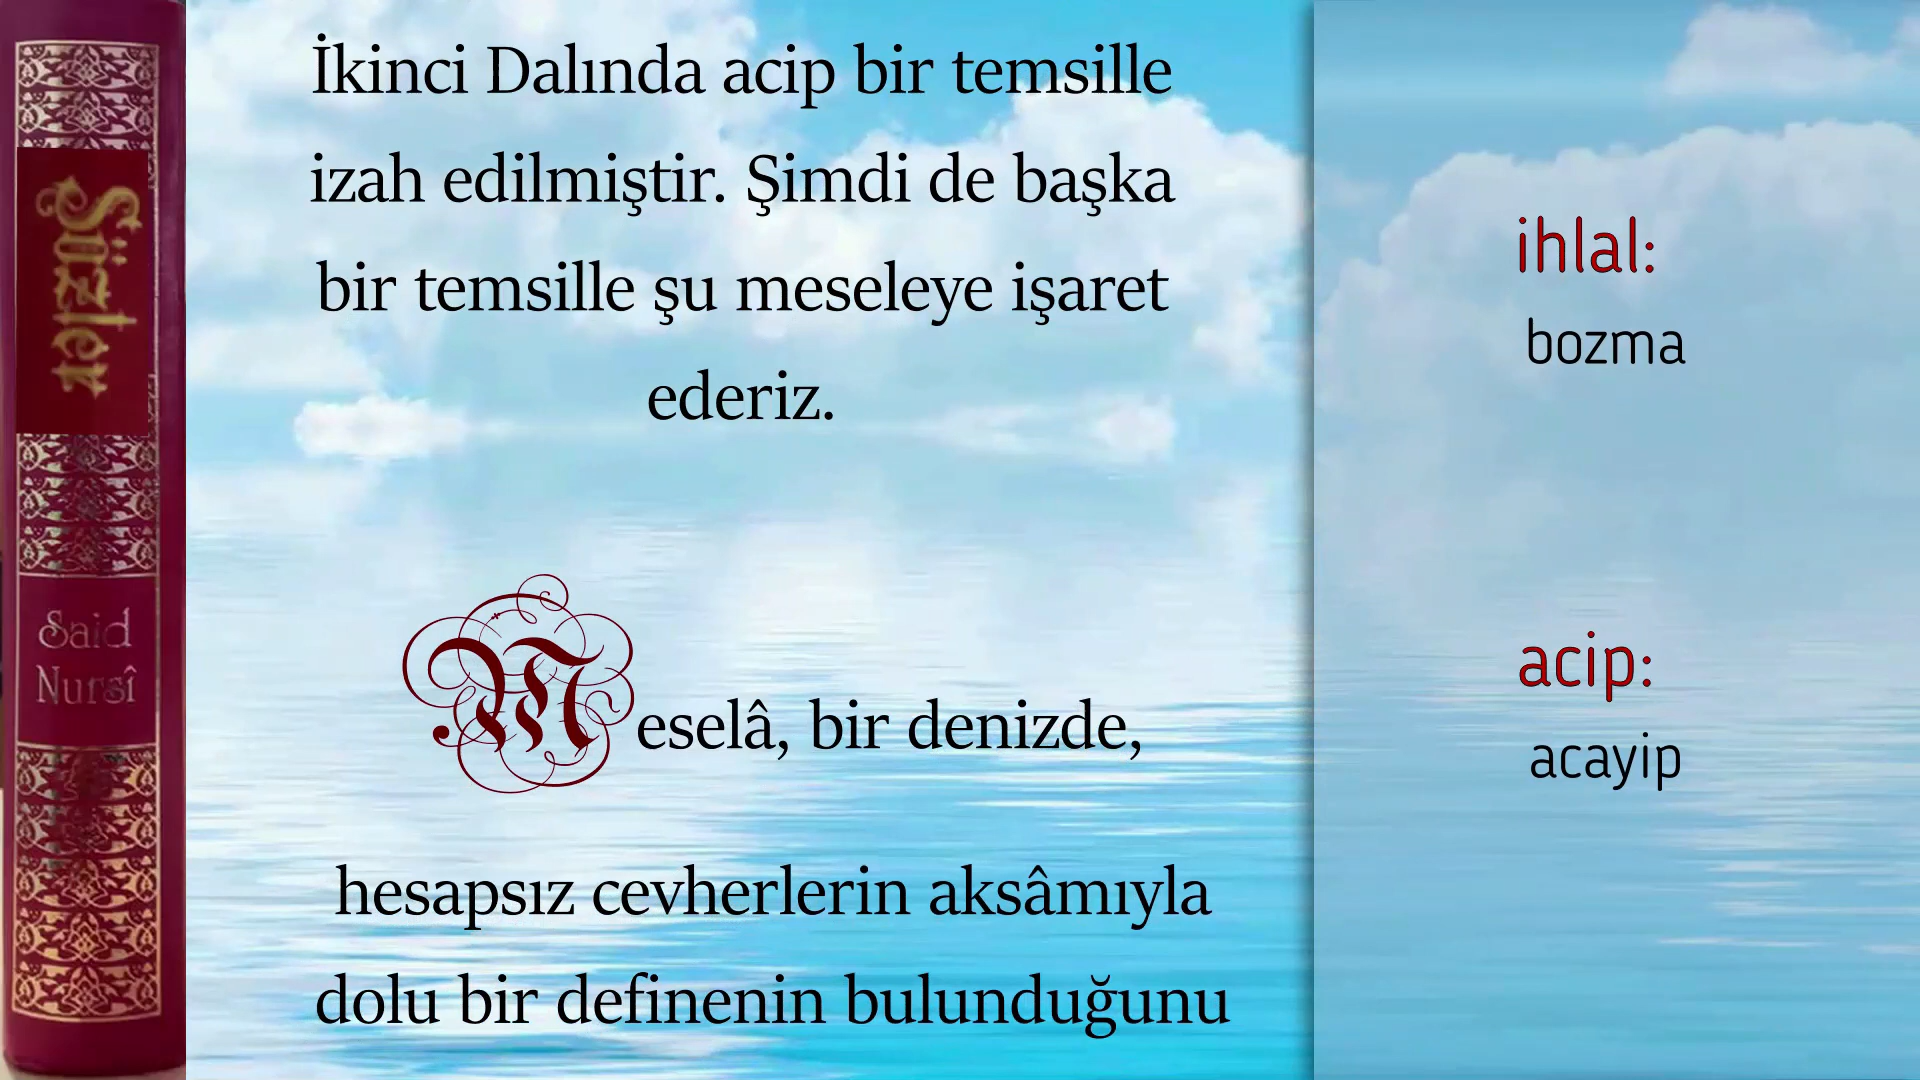 Sözler
Said
Nursî
İkinci Dalında acip bir temsille
izah edilmiştir. Şimdi de başka
bir temsille şu meseleye işaret
ederiz.
Meselâ, bir denizde,
hesapsız cevherlerin aksâmıyla
dolu bir definenin bulunduğunu
ihlal:
bozma
acip:
acayip